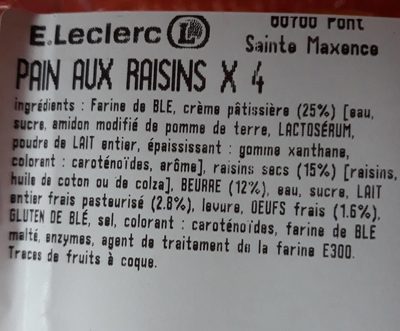 E.Leclerc L
60700 Pont
Sainte Maxence
PAIN AUX RAISINS X 4
ingrédients : Farine de BLE, crème pâtissière (25%) [eau,
sucre, amidon modifié de pomme de terre, LACTOSÉRUM,
poudre de LAIT entier, épaississant : gomme xanthane,
colorant : caroténoïdes, arôme], raisins secs (15%) [raisins,
huile de coton ou de colza], BEURRE (12%), eau, sucre, LAIT
entier frais pasteurisé (2.8%), levure, OEUFS frais (1.6%),
GLUTEN DE BLÉ, sel, colorant : caroténoïdes, farine de BLE
malté, enzymes, agent de traitement de la farine E300.
Traces de fruits à coque.